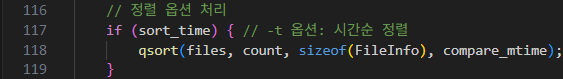 116 // 정렬 옵션 처리
117 if (sort_time) { // -t 옵션: 시간순 정렬
118 qsort(files, count, sizeof(FileInfo), compare_mtime);
119 }